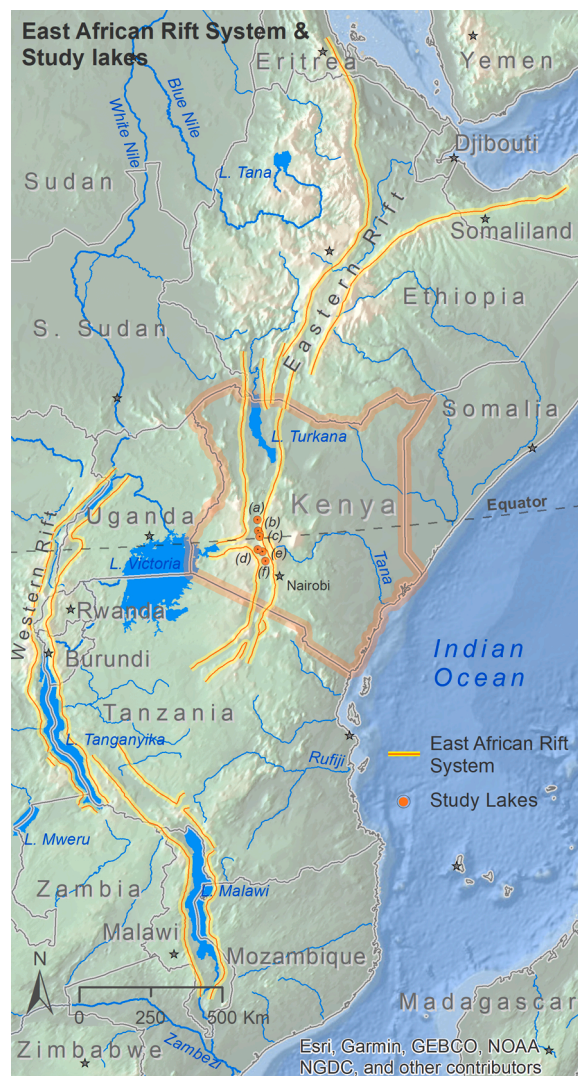 East African Rift System &
Study lakes
Eritrea
Yemen
Blue Nile
White Nile
Djibouti
L. Tana
Sudan
Eastern Rift
Somaliland
Ethiopia
S. Sudan
Somalia
L. Turkana
Kenya
(a)
(b)
(c)
(d)
(e)
(f)
Equator
Uganda
L. Victoria
Tana
Nairobi
Western Rift
Rwanda
Burundi
Indian
Ocean
Tanzania
L. Tanganyika
Rufiji
East African Rift
System
Study Lakes
L. Mweru
Zambia
L. Malawi
Malawi
Mozambique
N
0 250 500 Km
Madagascar
Zambezi
Zimbabwe
Esri, Garmin, GEBCO, NOAA
NGDC, and other contributors